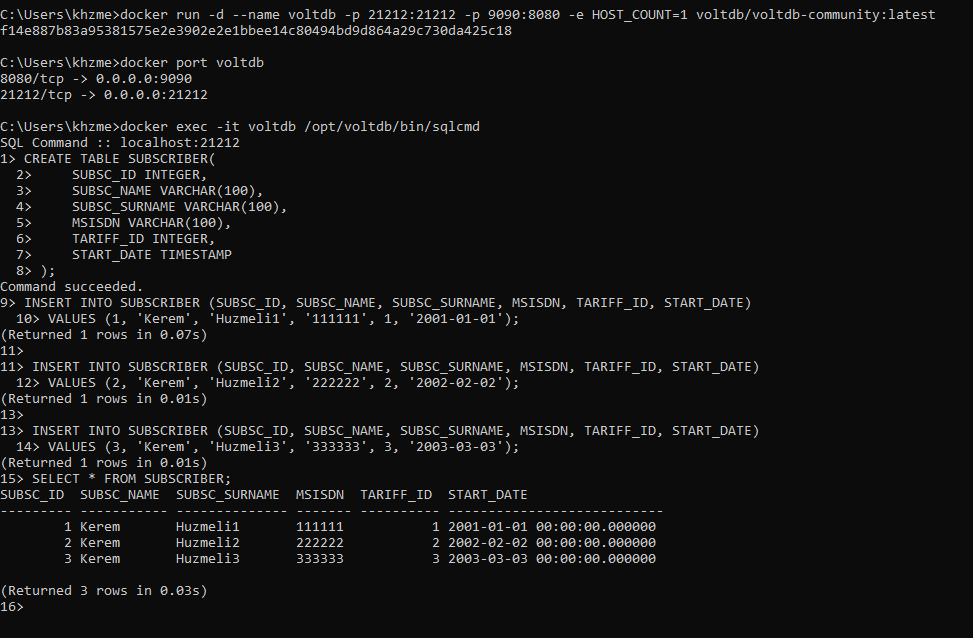 C:\Users\khzme>docker run -d --name voltdb -p 21212:21212 -p 9090:8080 -e HOST_COUNT=1 voltdb/voltdb-community:latest
f14e887b83a95381575e2e3902e2e1bbee14c80494bd9d864a29c730da425c18
C:\Users\khzme>docker port voltdb
8080/tcp -> 0.0.0.0:9090
21212/tcp -> 0.0.0.0:21212
C:\Users\khzme>docker exec -it voltdb /opt/voltdb/bin/sqlcmd
SQL Command :: localhost:21212
1> CREATE TABLE SUBSCRIBER(
2> SUBSC_ID INTEGER,
3> SUBSC_NAME VARCHAR(100),
4> SUBSC_SURNAME VARCHAR(100),
5> MSISDN VARCHAR(100),
6> TARIFF_ID INTEGER,
7> START_DATE TIMESTAMP
8> );
Command succeeded.
9> INSERT INTO SUBSCRIBER (SUBSC_ID, SUBSC_NAME, SUBSC_SURNAME, MSISDN, TARIFF_ID, START_DATE)
10> VALUES (1, 'Kerem', 'Huzmeli1', '111111', 1, '2001-01-01');
(Returned 1 rows in 0.07s)
11>
11> INSERT INTO SUBSCRIBER (SUBSC_ID, SUBSC_NAME, SUBSC_SURNAME, MSISDN, TARIFF_ID, START_DATE)
12> VALUES (2, 'Kerem', 'Huzmeli2', '222222', 2, '2002-02-02');
(Returned 1 rows in 0.01s)
13>
13> INSERT INTO SUBSCRIBER (SUBSC_ID, SUBSC_NAME, SUBSC_SURNAME, MSISDN, TARIFF_ID, START_DATE)
14> VALUES (3, 'Kerem', 'Huzmeli3', '333333', 3, '2003-03-03');
(Returned 1 rows in 0.01s)
15> SELECT * FROM SUBSCRIBER;
SUBSC_ID SUBSC_NAME SUBSC_SURNAME MSISDN TARIFF_ID START_DATE
--------- ----------- -------------- ------- ---------- ---------------------------
1 Kerem Huzmeli1 111111 1 2001-01-01 00:00:00.000000
2 Kerem Huzmeli2 222222 2 2002-02-02 00:00:00.000000
3 Kerem Huzmeli3 333333 3 2003-03-03 00:00:00.000000
(Returned 3 rows in 0.03s)
16>